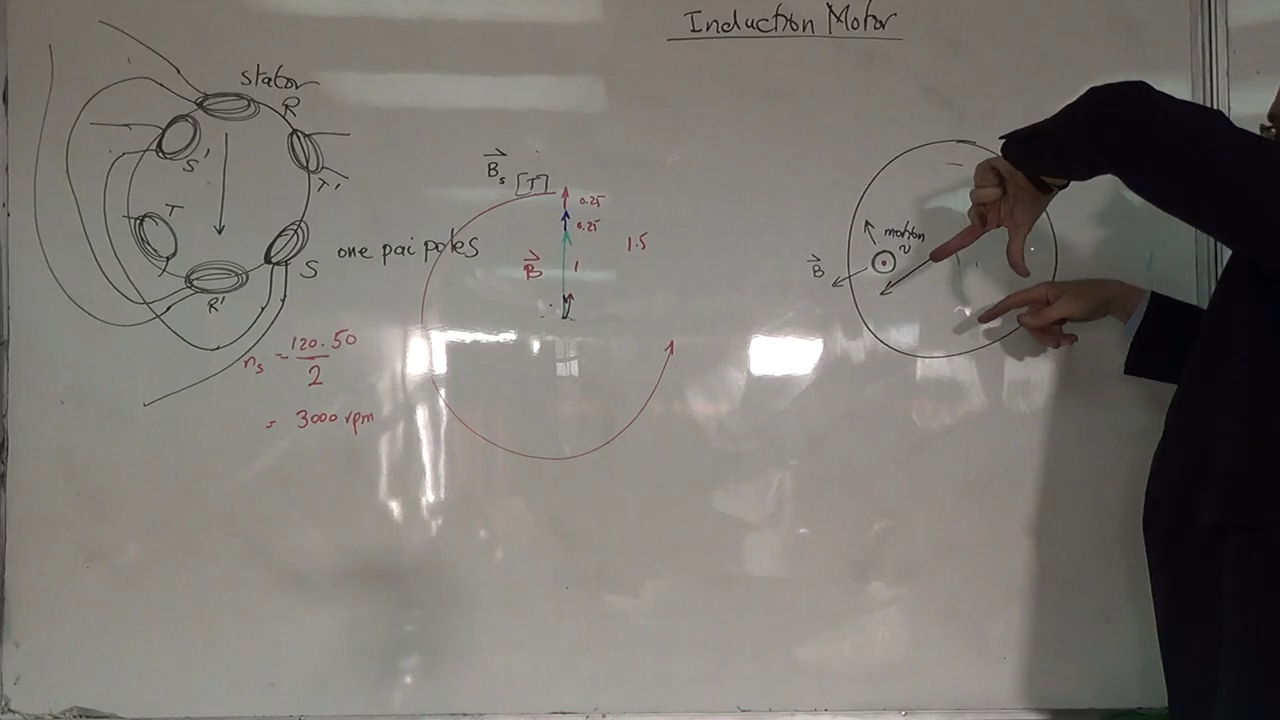 Induction Motor
stator
R
S'
T'
T
S
R'
one pai poles
n_s = 120.50 / 2
= 3000 rpm
B_s [T]
0.25
0.25
1.5
B
1
motion
B